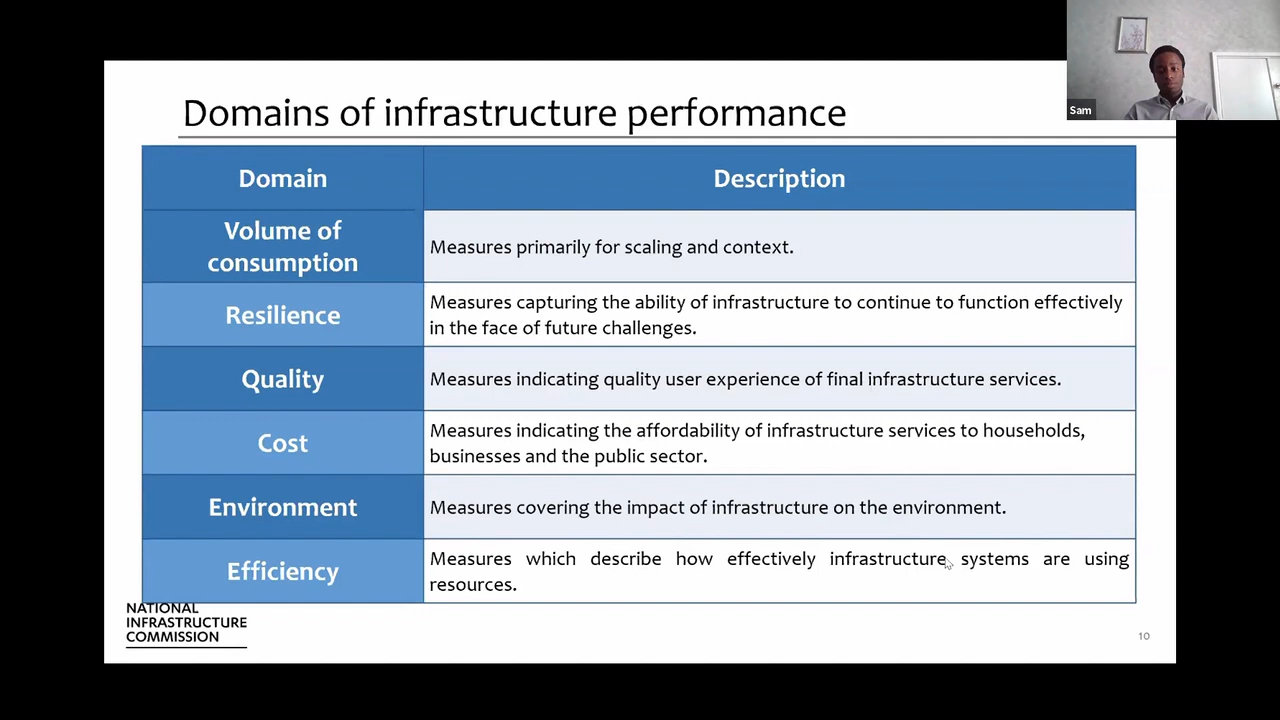 Sam
Domains of infrastructure performance
Domain
Description
Volume of
consumption
Measures primarily for scaling and context.
Resilience
Measures capturing the ability of infrastructure to continue to function effectively
in the face of future challenges.
Quality
Measures indicating quality user experience of final infrastructure services.
Cost
Measures indicating the affordability of infrastructure services to households,
businesses and the public sector.
Environment
Measures covering the impact of infrastructure on the environment.
Efficiency
Measures which describe how effectively infrastructure systems are using
resources.
NATIONAL
INFRASTRUCTURE
COMMISSION
10